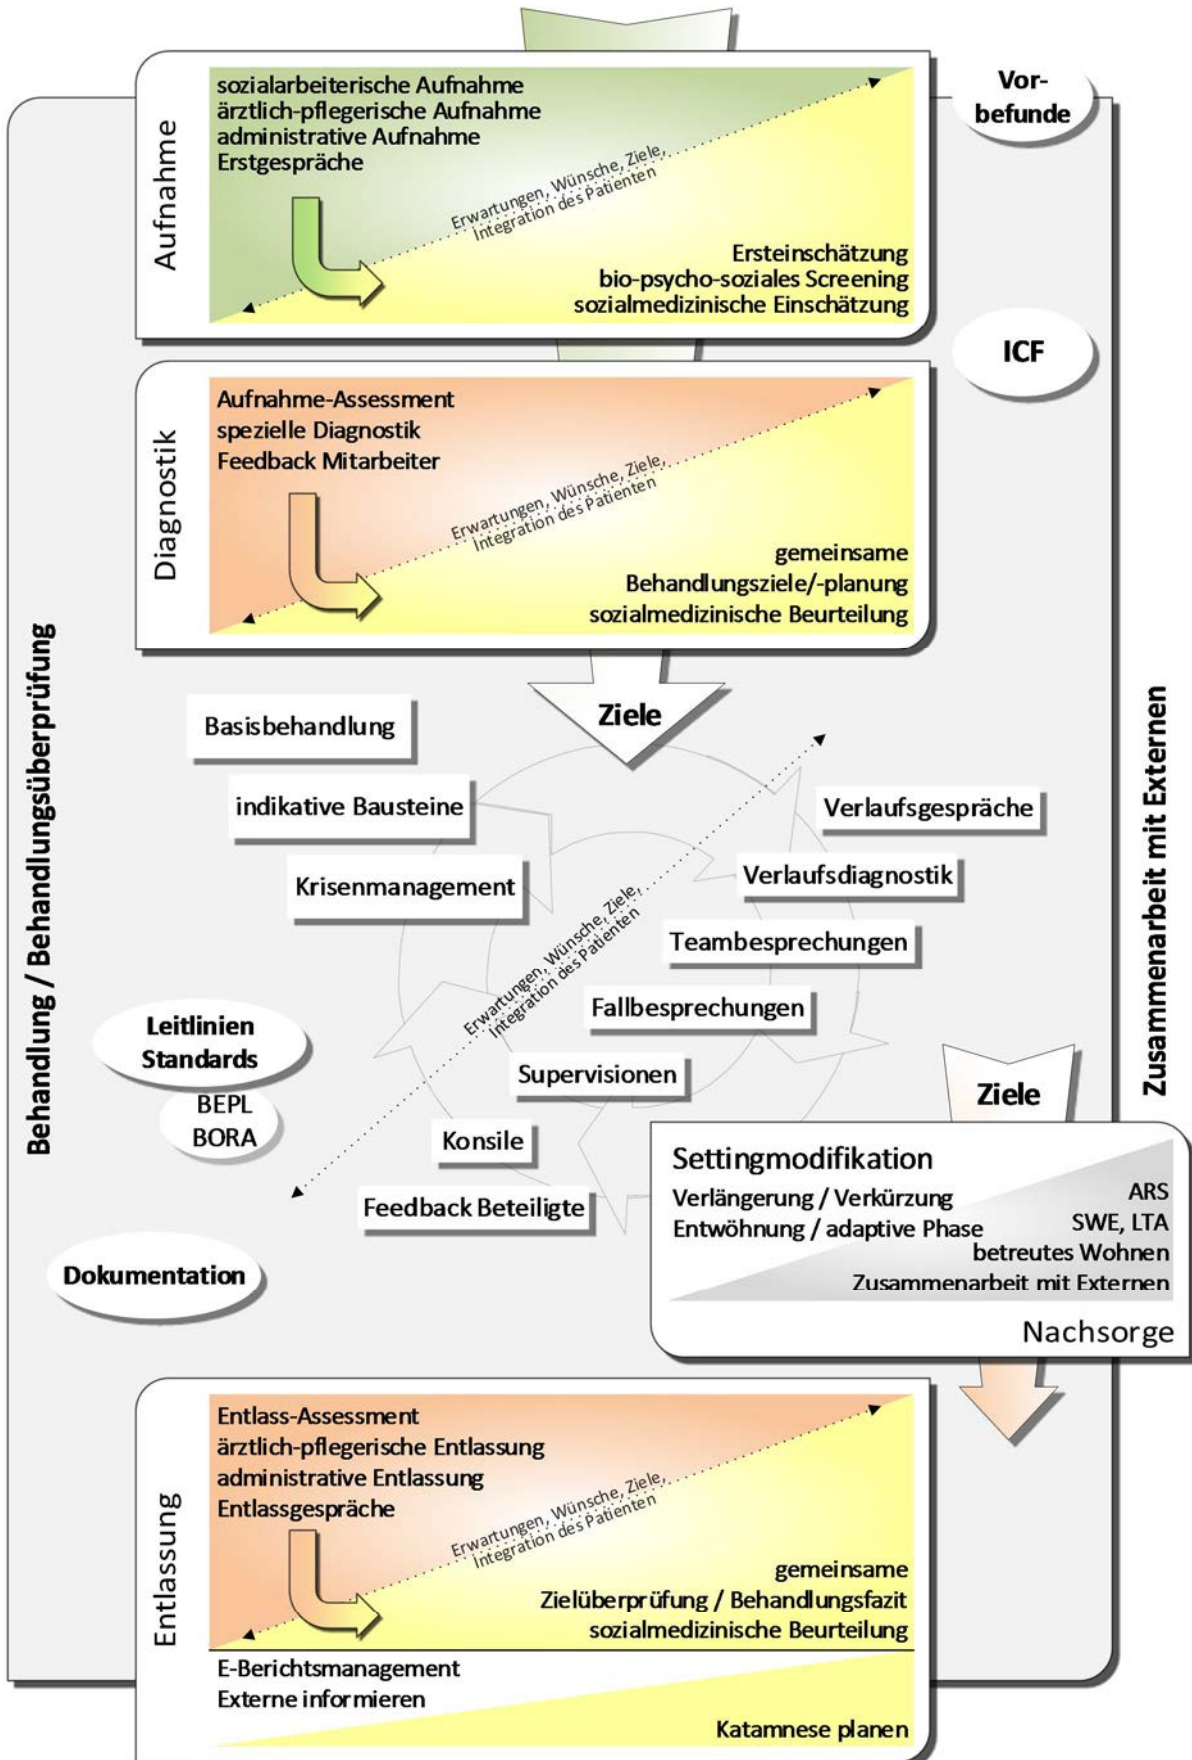 Aufnahme
sozialarbeiterische Aufnahme
ärztlich-pflegerische Aufnahme
administrative Aufnahme
Erstgespräche
Erwartungen, Wünsche, Ziele,
Integration des Patienten
Ersteinschätzung
bio-psycho-soziales Screening
sozialmedizinische Einschätzung
Vor-
befunde
ICF
Diagnostik
Aufnahme-Assessment
spezielle Diagnostik
Feedback Mitarbeiter
Erwartungen, Wünsche, Ziele,
Integration des Patienten
gemeinsame
Behandlungsziele/-planung
sozialmedizinische Beurteilung
Behandlung / Behandlungsüberprüfung
Zusammenarbeit mit Externen
Ziele
Basisbehandlung
indikative Bausteine
Krisenmanagement
Verlaufsgespräche
Verlaufsdiagnostik
Teambesprechungen
Fallbesprechungen
Supervisionen
Konsile
Feedback Beteiligte
Erwartungen, Wünsche, Ziele,
Integration des Patienten
Leitlinien
Standards
BEPL
BORA
Dokumentation
Ziele
Settingmodifikation
Verlängerung / Verkürzung
Entwöhnung / adaptive Phase
ARS
SWE, LTA
betreutes Wohnen
Zusammenarbeit mit Externen
Nachsorge
Entlassung
Entlass-Assessment
ärztlich-pflegerische Entlassung
administrative Entlassung
Entlassgespräche
Erwartungen, Wünsche, Ziele,
Integration des Patienten
gemeinsame
Zielüberprüfung / Behandlungsfazit
sozialmedizinische Beurteilung
E-Berichtsmanagement
Externe informieren
Katamnese planen